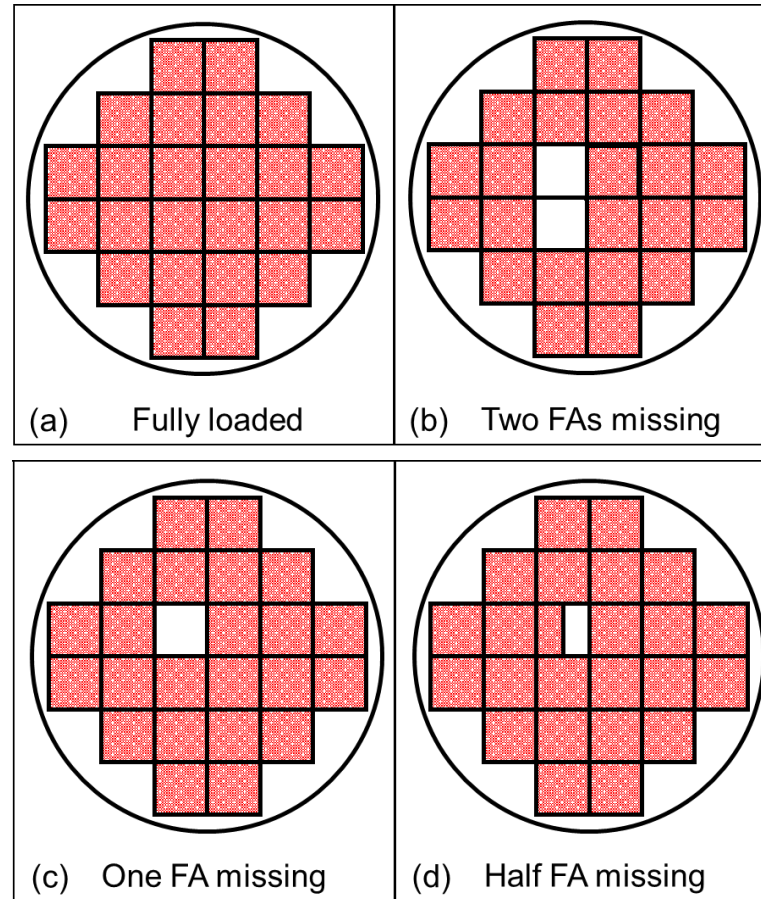 (a) Fully loaded
(b) Two FAs missing
(c) One FA missing
(d) Half FA missing